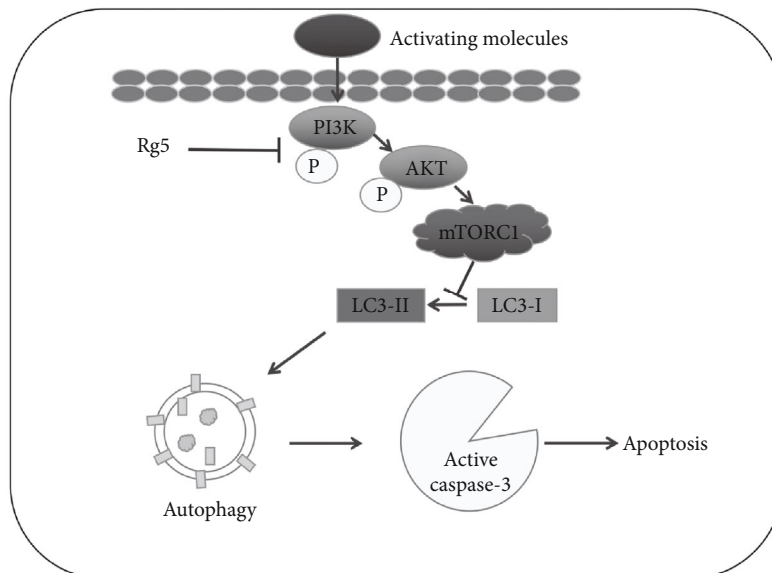 Activating molecules
PI3K
Rg5
P
AKT
P
mTORC1
LC3-II
LC3-I
Active
caspase-3
Apoptosis
Autophagy